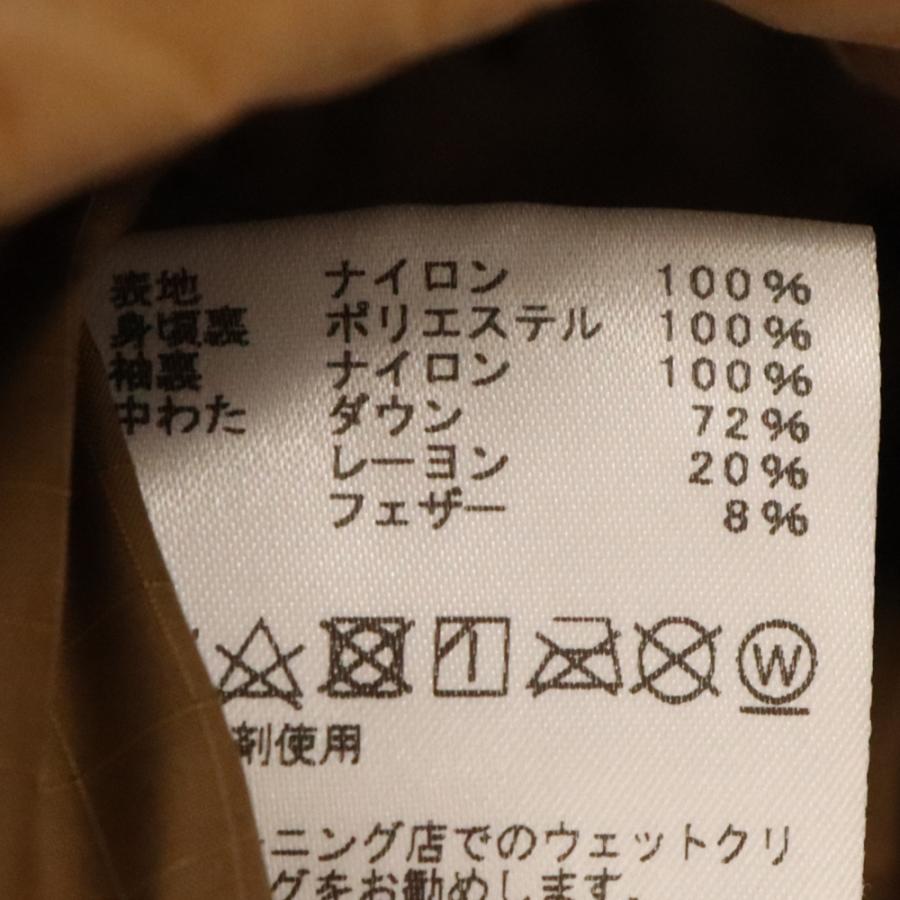 表地 ナイロン 100%
身頃裏 ポリエステル 100%
袖裏 ナイロン 100%
中わた ダウン 72%
レーヨン 20%
フェザー 8%
W
剤使用
ーニング店でのウェットクリ
グをお勧めします。